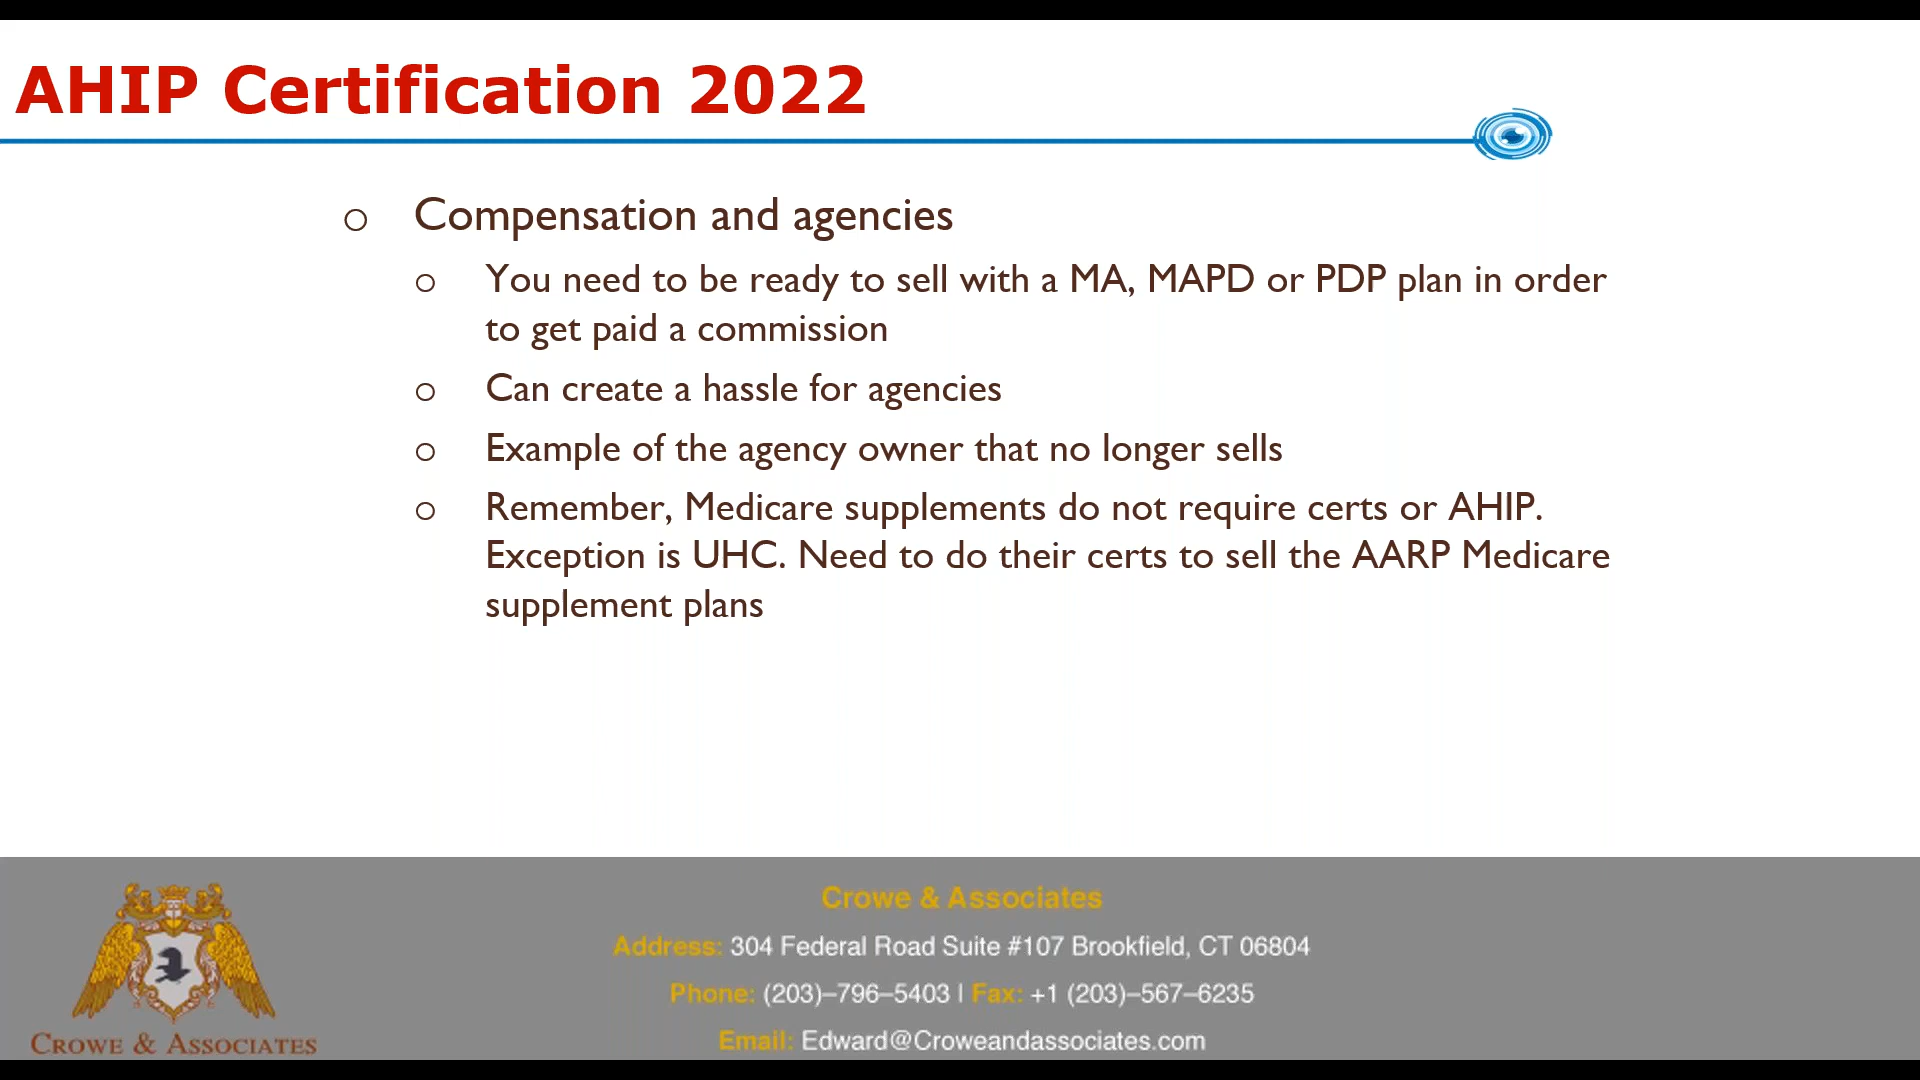 AHIP Certification 2022
o Compensation and agencies
o You need to be ready to sell with a MA, MAPD or PDP plan in order
to get paid a commission
o Can create a hassle for agencies
o Example of the agency owner that no longer sells
o Remember, Medicare supplements do not require certs or AHIP.
Exception is UHC. Need to do their certs to sell the AARP Medicare
supplement plans
Crowe & Associates
Address: 304 Federal Road Suite #107 Brookfield, CT 06804
Phone: (203)–796–5403 | Fax: +1 (203)–567–6235
Email: Edward@Croweandassociates.com
CROWE & ASSOCIATES